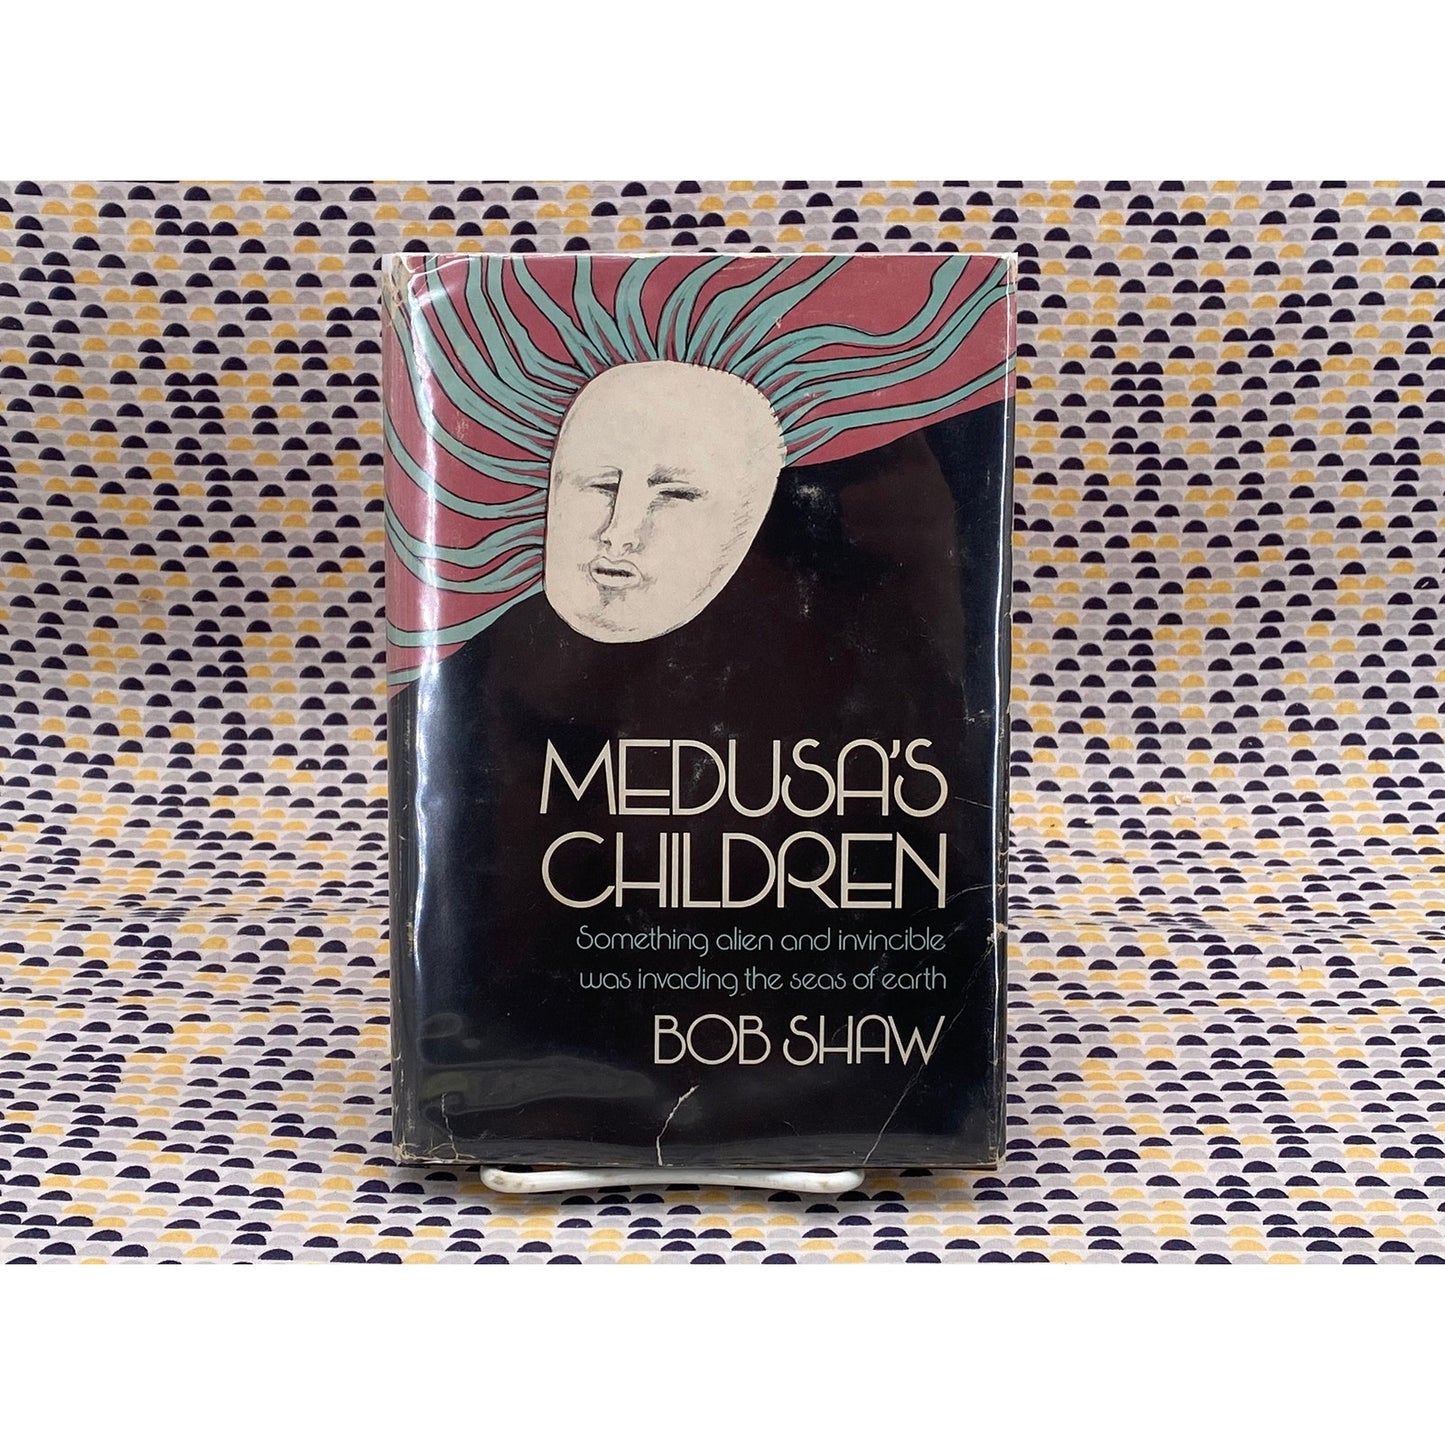 MEDUSA'S
CHILDREN
Something alien and invincible
was invading the seas of earth
BOB SHAW